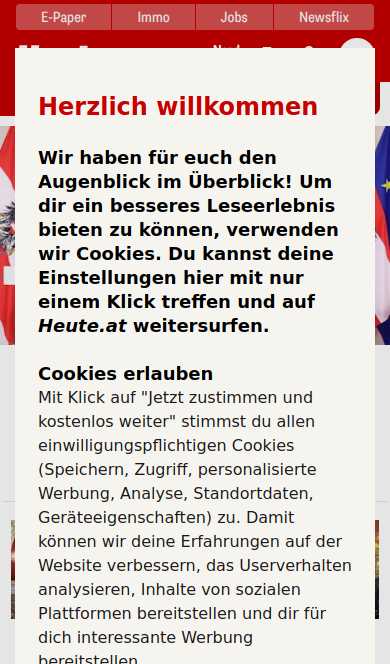 E-Paper
Immo
Jobs
Newsflix
Herzlich willkommen
Wir haben für euch den
Augenblick im Überblick! Um
dir ein besseres Leseerlebnis
bieten zu können, verwenden
wir Cookies. Du kannst deine
Einstellungen hier mit nur
einem Klick treffen und auf
Heute.at weitersurfen.
Cookies erlauben
Mit Klick auf "Jetzt zustimmen und
kostenlos weiter" stimmst du allen
einwilligungspflichtigen Cookies
(Speichern, Zugriff, personalisierte
Werbung, Analyse, Standortdaten,
Geräteeigenschaften) zu. Damit
können wir deine Erfahrungen auf der
Website verbessern, das Userverhalten
analysieren, Inhalte von sozialen
Plattformen bereitstellen und dir für
dich interessante Werbung
bereitstellen